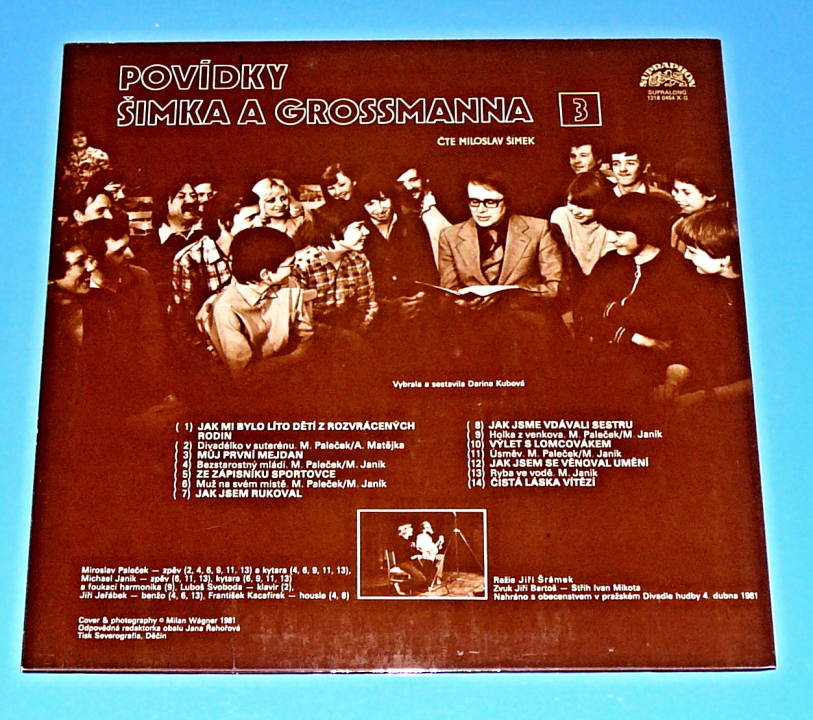 POVÍDKY
ŠIMKA A GROSSMANNA 3
SUPRAPHON
SUPRALONG
1218 0454 X-G
ČTE MILOSLAV ŠIMEK
Vybrala a sestavila Darina Kubová
( 1) JAK MI BYLO LÍTO DĚTÍ Z ROZVRÁCENÝCH
RODIN
( 2) Divadélko v suterénu. M. Paleček/A. Matějka
( 3) MŮJ PRVNÍ MEJDAN
( 4) Bezstarostný mládí. M. Paleček/M. Janík
( 5) ZE ZÁPISNÍKU SPORTOVCE
( 6) Muž na svém místě. M. Paleček/M. Janík
( 7) JAK JSEM RUKOVAL
( 8) JAK JSME VDÁVALI SESTRU
( 9) Holka z venkova. M. Paleček/M. Janík
(10) VÝLET S LOMCOVÁKEM
(11) Úsměv. M. Paleček/M. Janík
(12) JAK JSEM SE VĚNOVAL UMĚNÍ
(13) Ryba ve vodě. M. Janík
(14) ČISTÁ LÁSKA VÍTĚZÍ
Miroslav Paleček — zpěv (2, 4, 6, 9, 11, 13) a kytara (4, 6, 9, 11, 13),
Michael Janík — zpěv (6, 11, 13), kytara (6, 9, 11, 13)
a foukací harmonika (9), Luboš Svoboda — klavír (2),
Jiří Jeřábek — benžo (4, 6, 13), František Kacafírek — housle (4, 6)
Cover & photography © Milan Wágner 1981
Odpovědná redaktorka obalu Jana Řehořová
Tisk Severografia, Děčín
Režie Jiří Šrámek
Zvuk Jiří Bartoš — Střih Ivan Mikota
Nahráno s obecenstvem v pražském Divadle hudby 4. dubna 1981